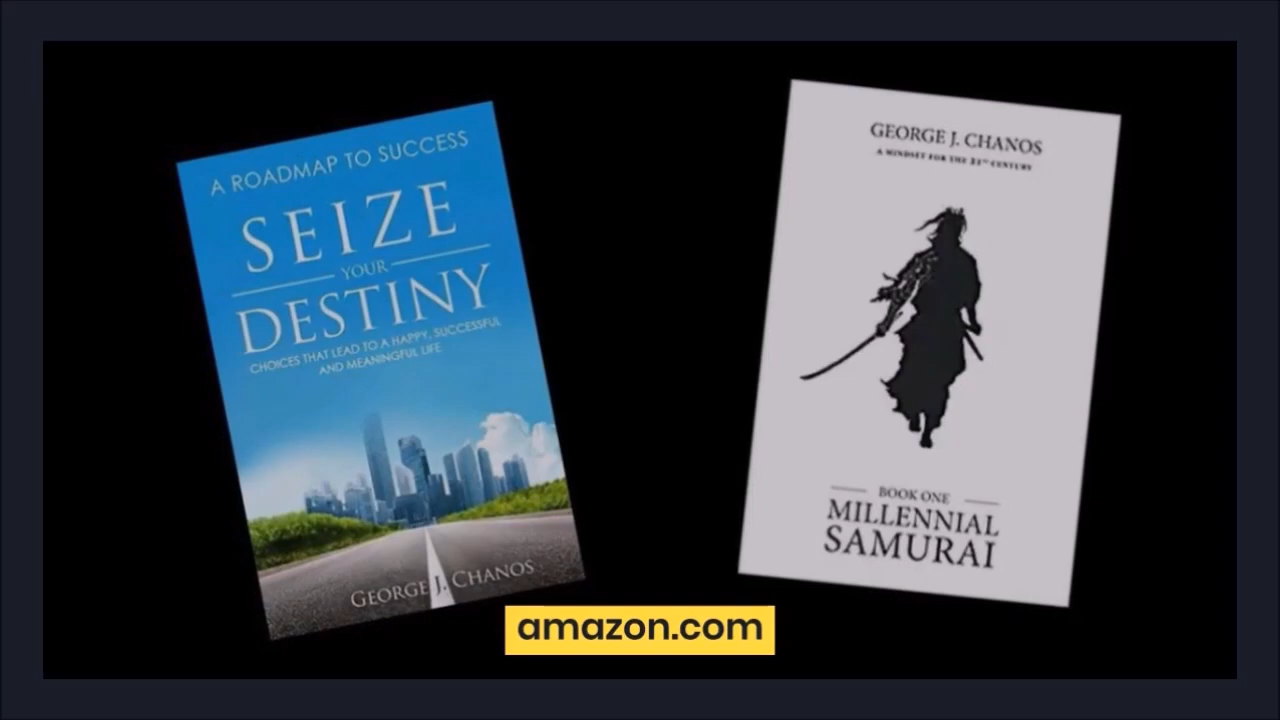 A ROADMAP TO SUCCESS
SEIZE
YOUR
DESTINY
CHOICES THAT LEAD TO A HAPPY, SUCCESSFUL
AND MEANINGFUL LIFE
GEORGE J. CHANOS
GEORGE J. CHANOS
A MINDSET FOR THE 21ST CENTURY
BOOK ONE
MILLENNIAL
SAMURAI
amazon.com